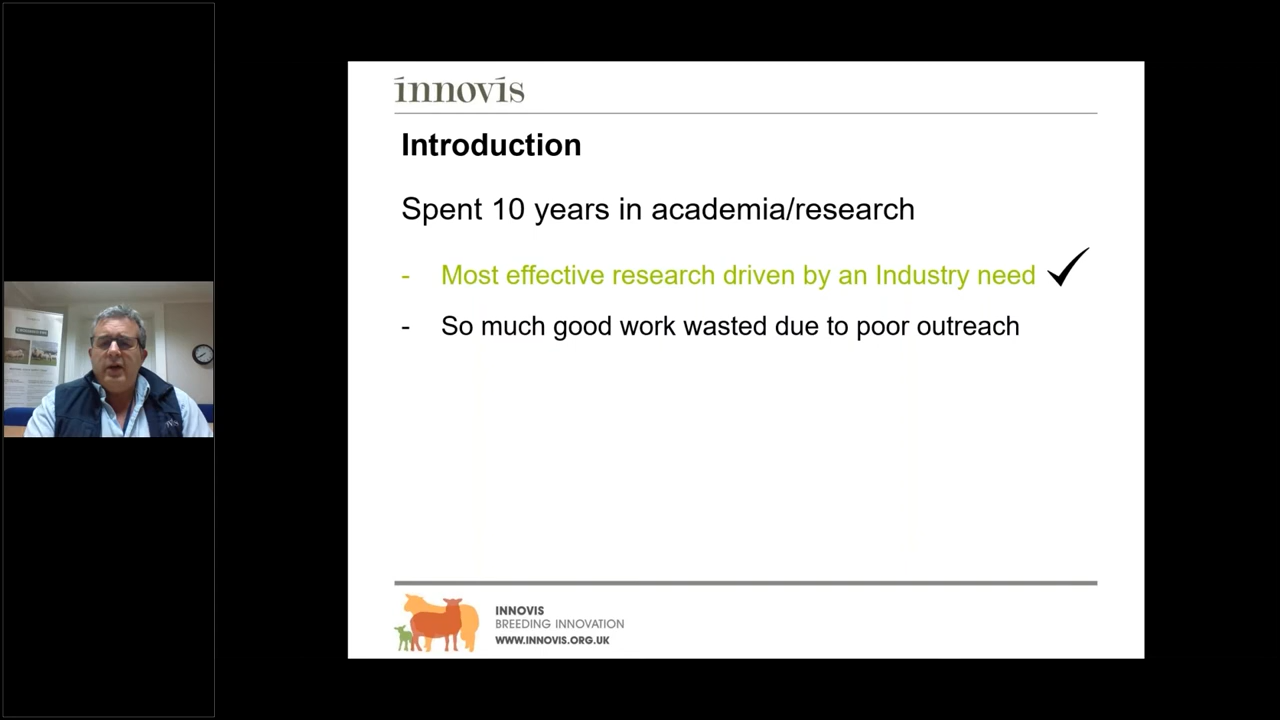 innovis
Introduction
Spent 10 years in academia/research
- Most effective research driven by an Industry need
- So much good work wasted due to poor outreach
INNOVIS
BREEDING INNOVATION
WWW.INNOVIS.ORG.UK